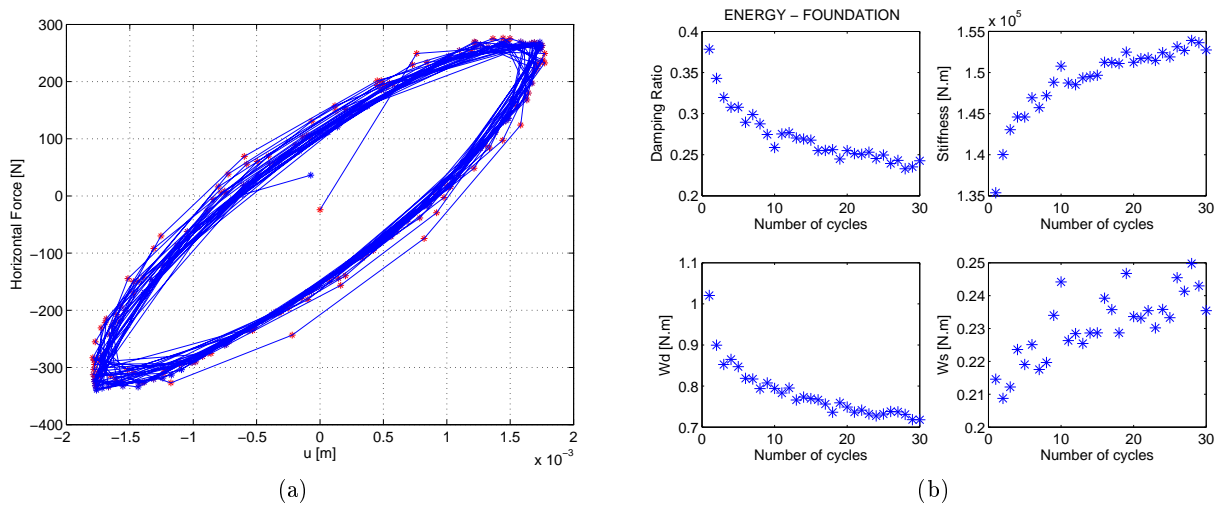 300
200
100
0
−100
−200
−300
−400
Horizontal Force [N]
−2 −1.5 −1 −0.5 0 0.5 1 1.5 2
u [m]
x 10⁻³
(a)
ENERGY − FOUNDATION
0.4
0.35
0.3
0.25
0.2
Damping Ratio
0 10 20 30
Number of cycles
x 10⁵
1.55
1.5
1.45
1.4
1.35
Stiffness [N.m]
0 10 20 30
Number of cycles
1.1
1
0.9
0.8
0.7
Wd [N.m]
0 10 20 30
Number of cycles
0.25
0.24
0.23
0.22
0.21
0.2
Ws [N.m]
0 10 20 30
Number of cycles
(b)